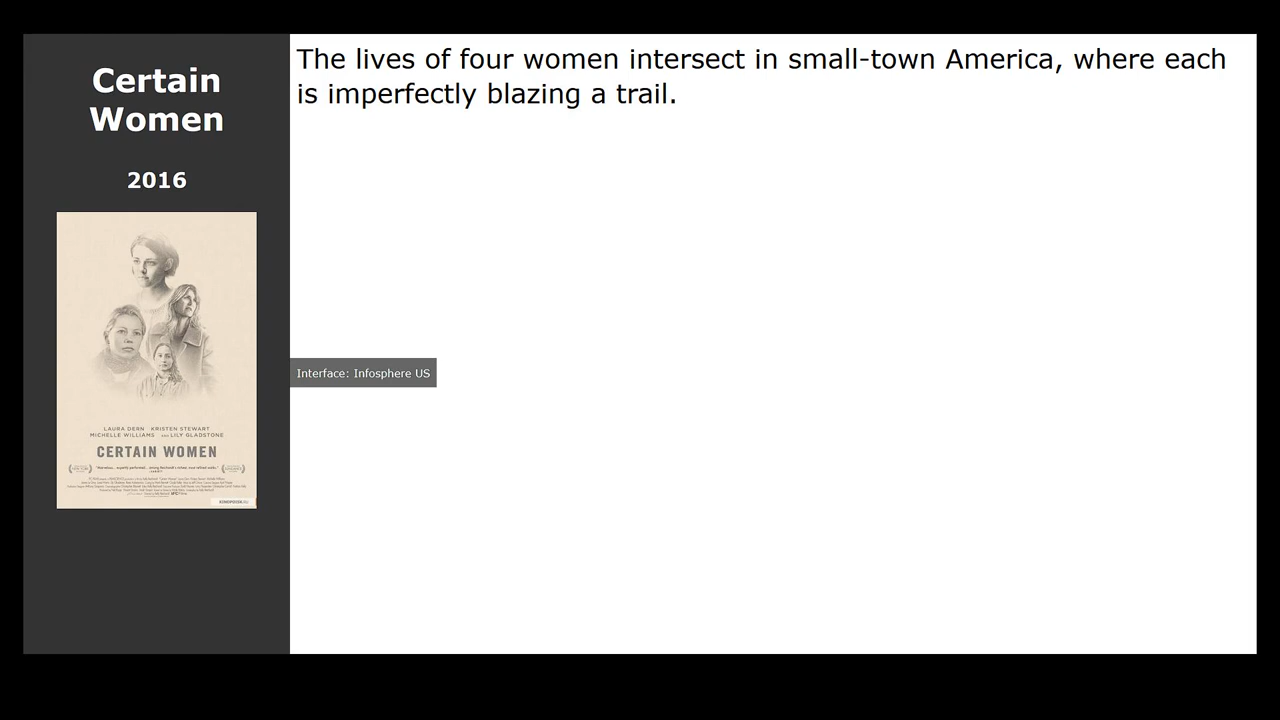 Certain
Women
2016
The lives of four women intersect in small-town America, where each
is imperfectly blazing a trail.
Interface: Infosphere US
LAURA DERN KRISTEN STEWART
MICHELLE WILLIAMS AND LILY GLADSTONE
CERTAIN WOMEN